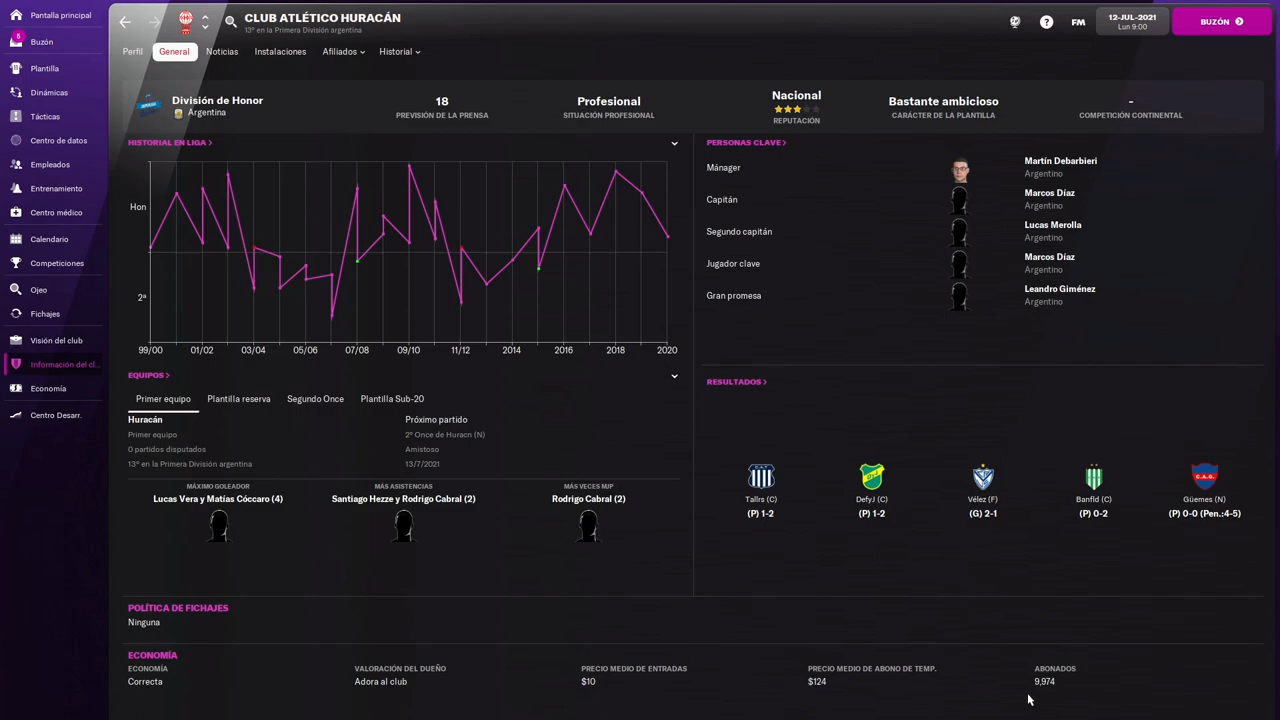 Pantalla principal
5
Buzón
Plantilla
Dinámicas
Tácticas
Centro de datos
Empleados
Entrenamiento
Centro médico
Calendario
Competiciones
Ojeo
Fichajes
Visión del club
Información del cl...
Economía
Centro Desarr.
CLUB ATLÉTICO HURACÁN
13º en la Primera División argentina
?
FM
12-JUL-2021
Lun 9:00
BUZÓN
Perfil
General
Noticias
Instalaciones
Afiliados
Historial
División de Honor
Argentina
18
PREVISIÓN DE LA PRENSA
Profesional
SITUACIÓN PROFESIONAL
Nacional
REPUTACIÓN
Bastante ambicioso
CARÁCTER DE LA PLANTILLA
-
COMPETICIÓN CONTINENTAL
HISTORIAL EN LIGA >
Hon
2ª
99/00 01/02 03/04 05/06 07/08 09/10 11/12 2014 2016 2018 2020
PERSONAS CLAVE >
Mánager
Martín Debarbieri
Argentino
Capitán
Marcos Díaz
Argentino
Segundo capitán
Lucas Merolla
Argentino
Jugador clave
Marcos Díaz
Argentino
Gran promesa
Leandro Giménez
Argentino
EQUIPOS >
Primer equipo
Plantilla reserva
Segundo Once
Plantilla Sub-20
Huracán
Primer equipo
0 partidos disputados
13º en la Primera División argentina
Próximo partido
2º Once de Huracn (N)
Amistoso
13/7/2021
MÁXIMO GOLEADOR
Lucas Vera y Matías Cóccaro (4)
MÁS ASISTENCIAS
Santiago Hezze y Rodrigo Cabral (2)
MÁS VECES MJP
Rodrigo Cabral (2)
RESULTADOS >
Tallrs (C)
(P) 1-2
DefyJ (C)
(P) 1-2
Vélez (F)
(G) 2-1
Banfld (C)
(P) 0-2
C.A.G.
Güemes (N)
(P) 0-0 (Pen.:4-5)
POLÍTICA DE FICHAJES
Ninguna
ECONOMÍA
ECONOMÍA
Correcta
VALORACIÓN DEL DUEÑO
Adora al club
PRECIO MEDIO DE ENTRADAS
$10
PRECIO MEDIO DE ABONO DE TEMP.
$124
ABONADOS
9,974